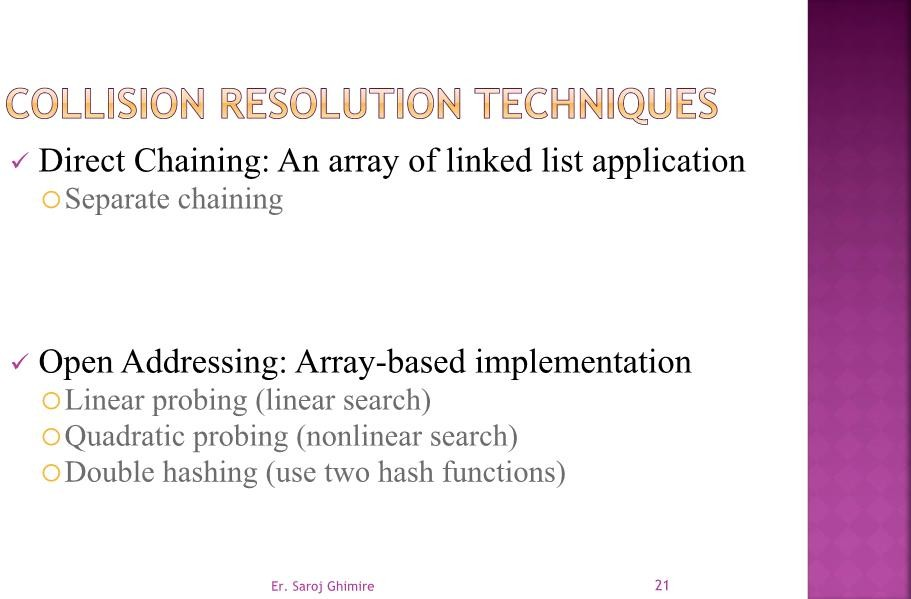 COLLISION RESOLUTION TECHNIQUES
✓ Direct Chaining: An array of linked list application
○Separate chaining
✓ Open Addressing: Array-based implementation
○Linear probing (linear search)
○Quadratic probing (nonlinear search)
○Double hashing (use two hash functions)
Er. Saroj Ghimire 21